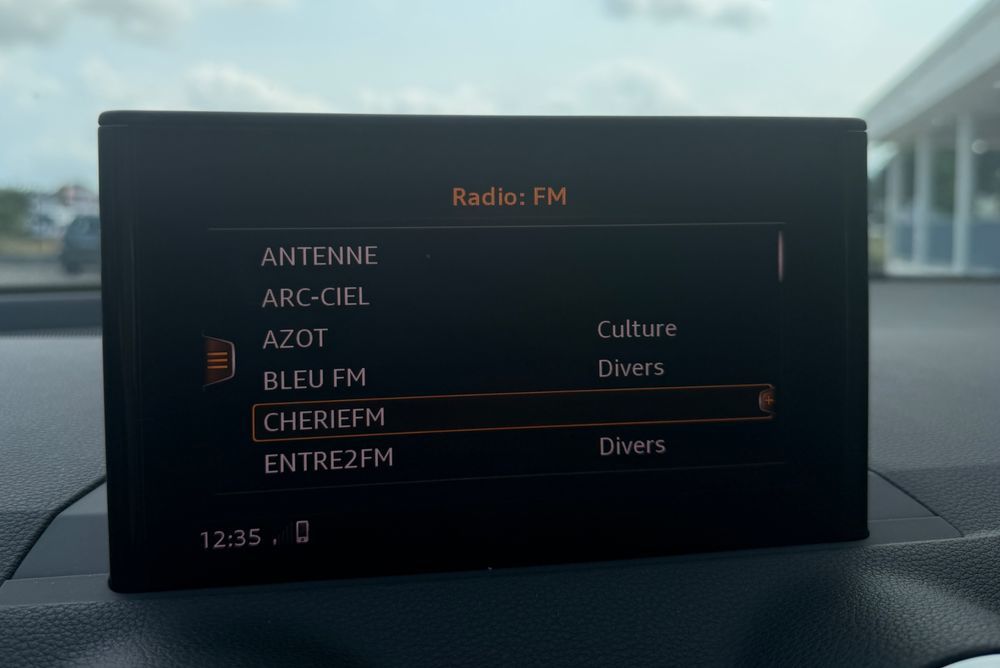 Radio: FM
ANTENNE
ARC-CIEL
AZOT Culture
BLEU FM Divers
CHERIEFM
ENTRE2FM Divers
12:35